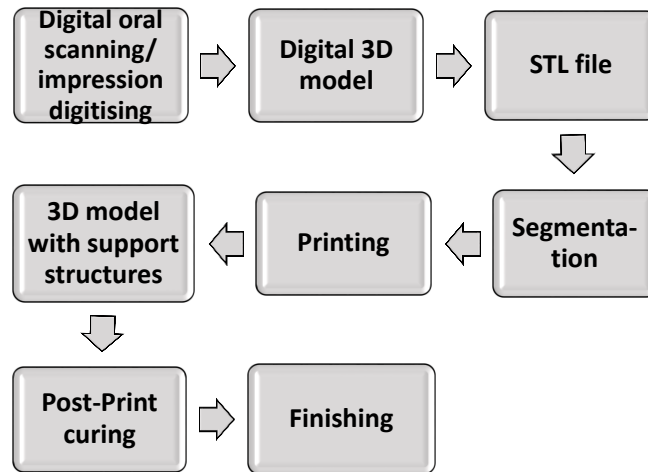 Digital oral
scanning/
impression
digitising
Digital 3D
model
STL file
Segmenta-
tion
Printing
3D model
with support
structures
Post-Print
curing
Finishing